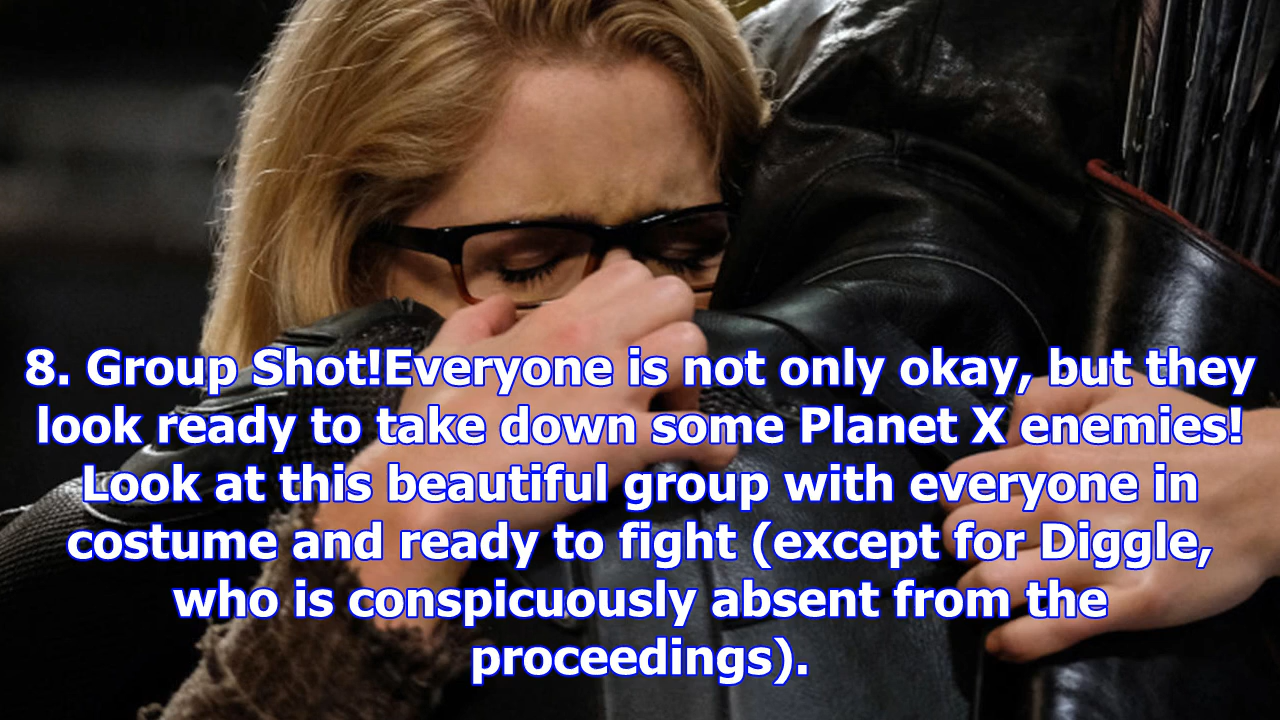 8. Group Shot!Everyone is not only okay, but they
look ready to take down some Planet X enemies!
Look at this beautiful group with everyone in
costume and ready to fight (except for Diggle,
who is conspicuously absent from the
proceedings).